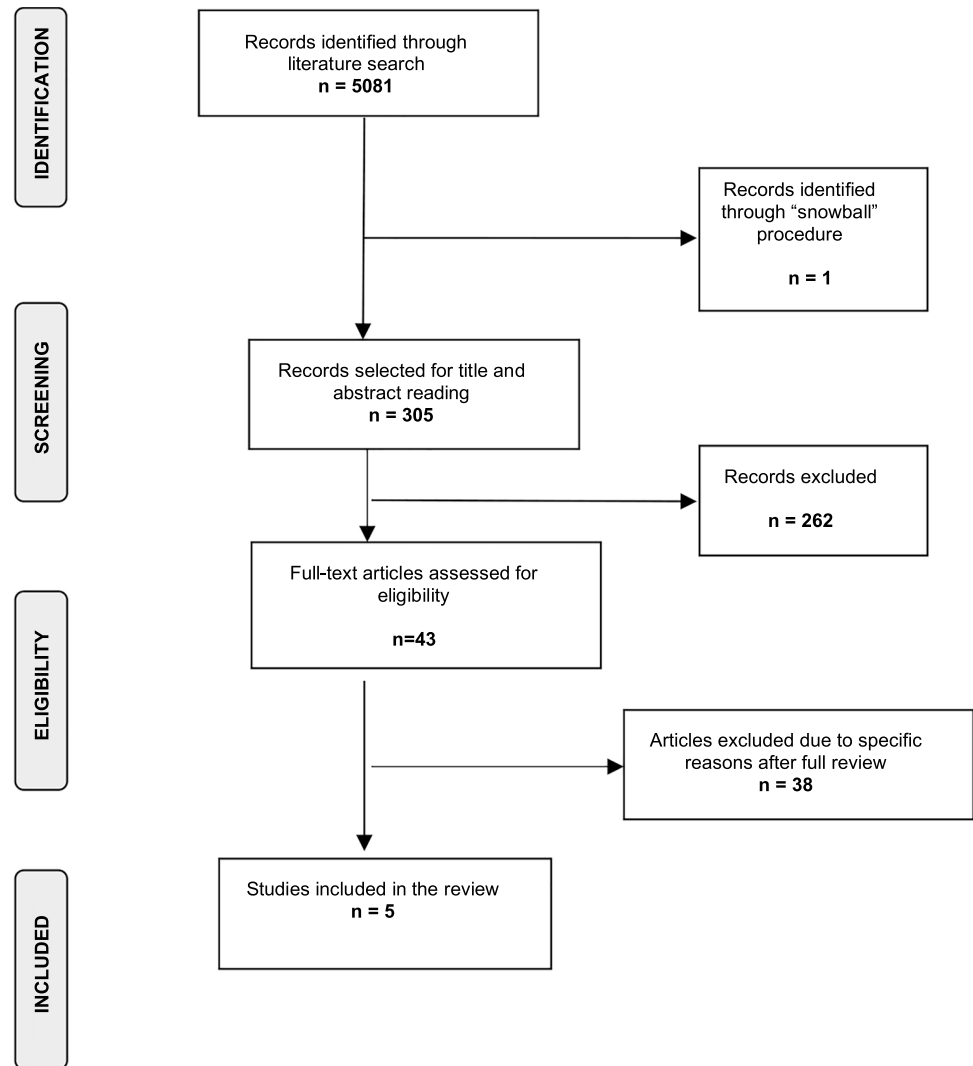 IDENTIFICATION
Records identified through
literature search
n = 5081
Records identified
through “snowball”
procedure
n = 1
SCREENING
Records selected for title and
abstract reading
n = 305
Records excluded
n = 262
ELIGIBILITY
Full-text articles assessed for
eligibility
n=43
Articles excluded due to specific
reasons after full review
n = 38
INCLUDED
Studies included in the review
n = 5